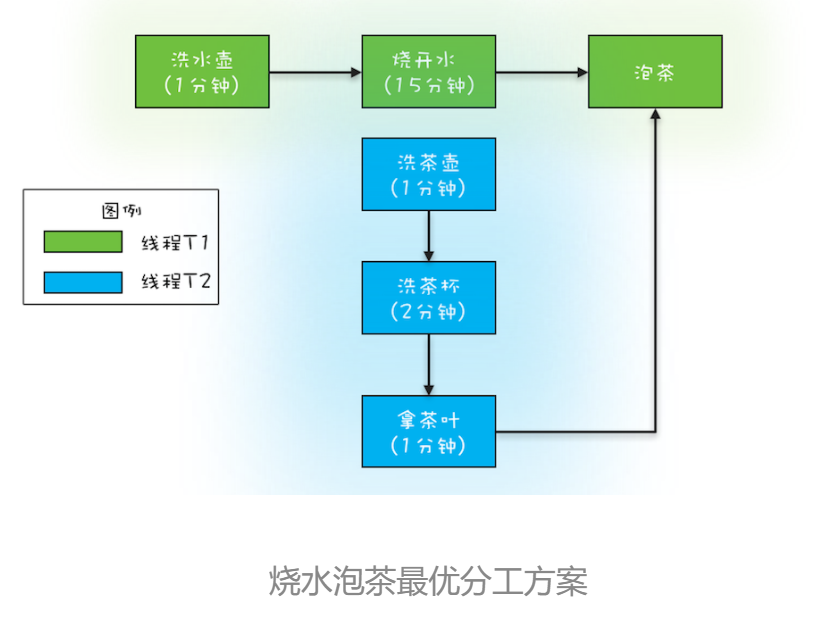 洗水壶
(1分钟)
烧开水
(15分钟)
泡茶
洗茶壶
(1分钟)
图例
线程T1
线程T2
洗茶杯
(2分钟)
拿茶叶
(1分钟)
烧水泡茶最优分工方案